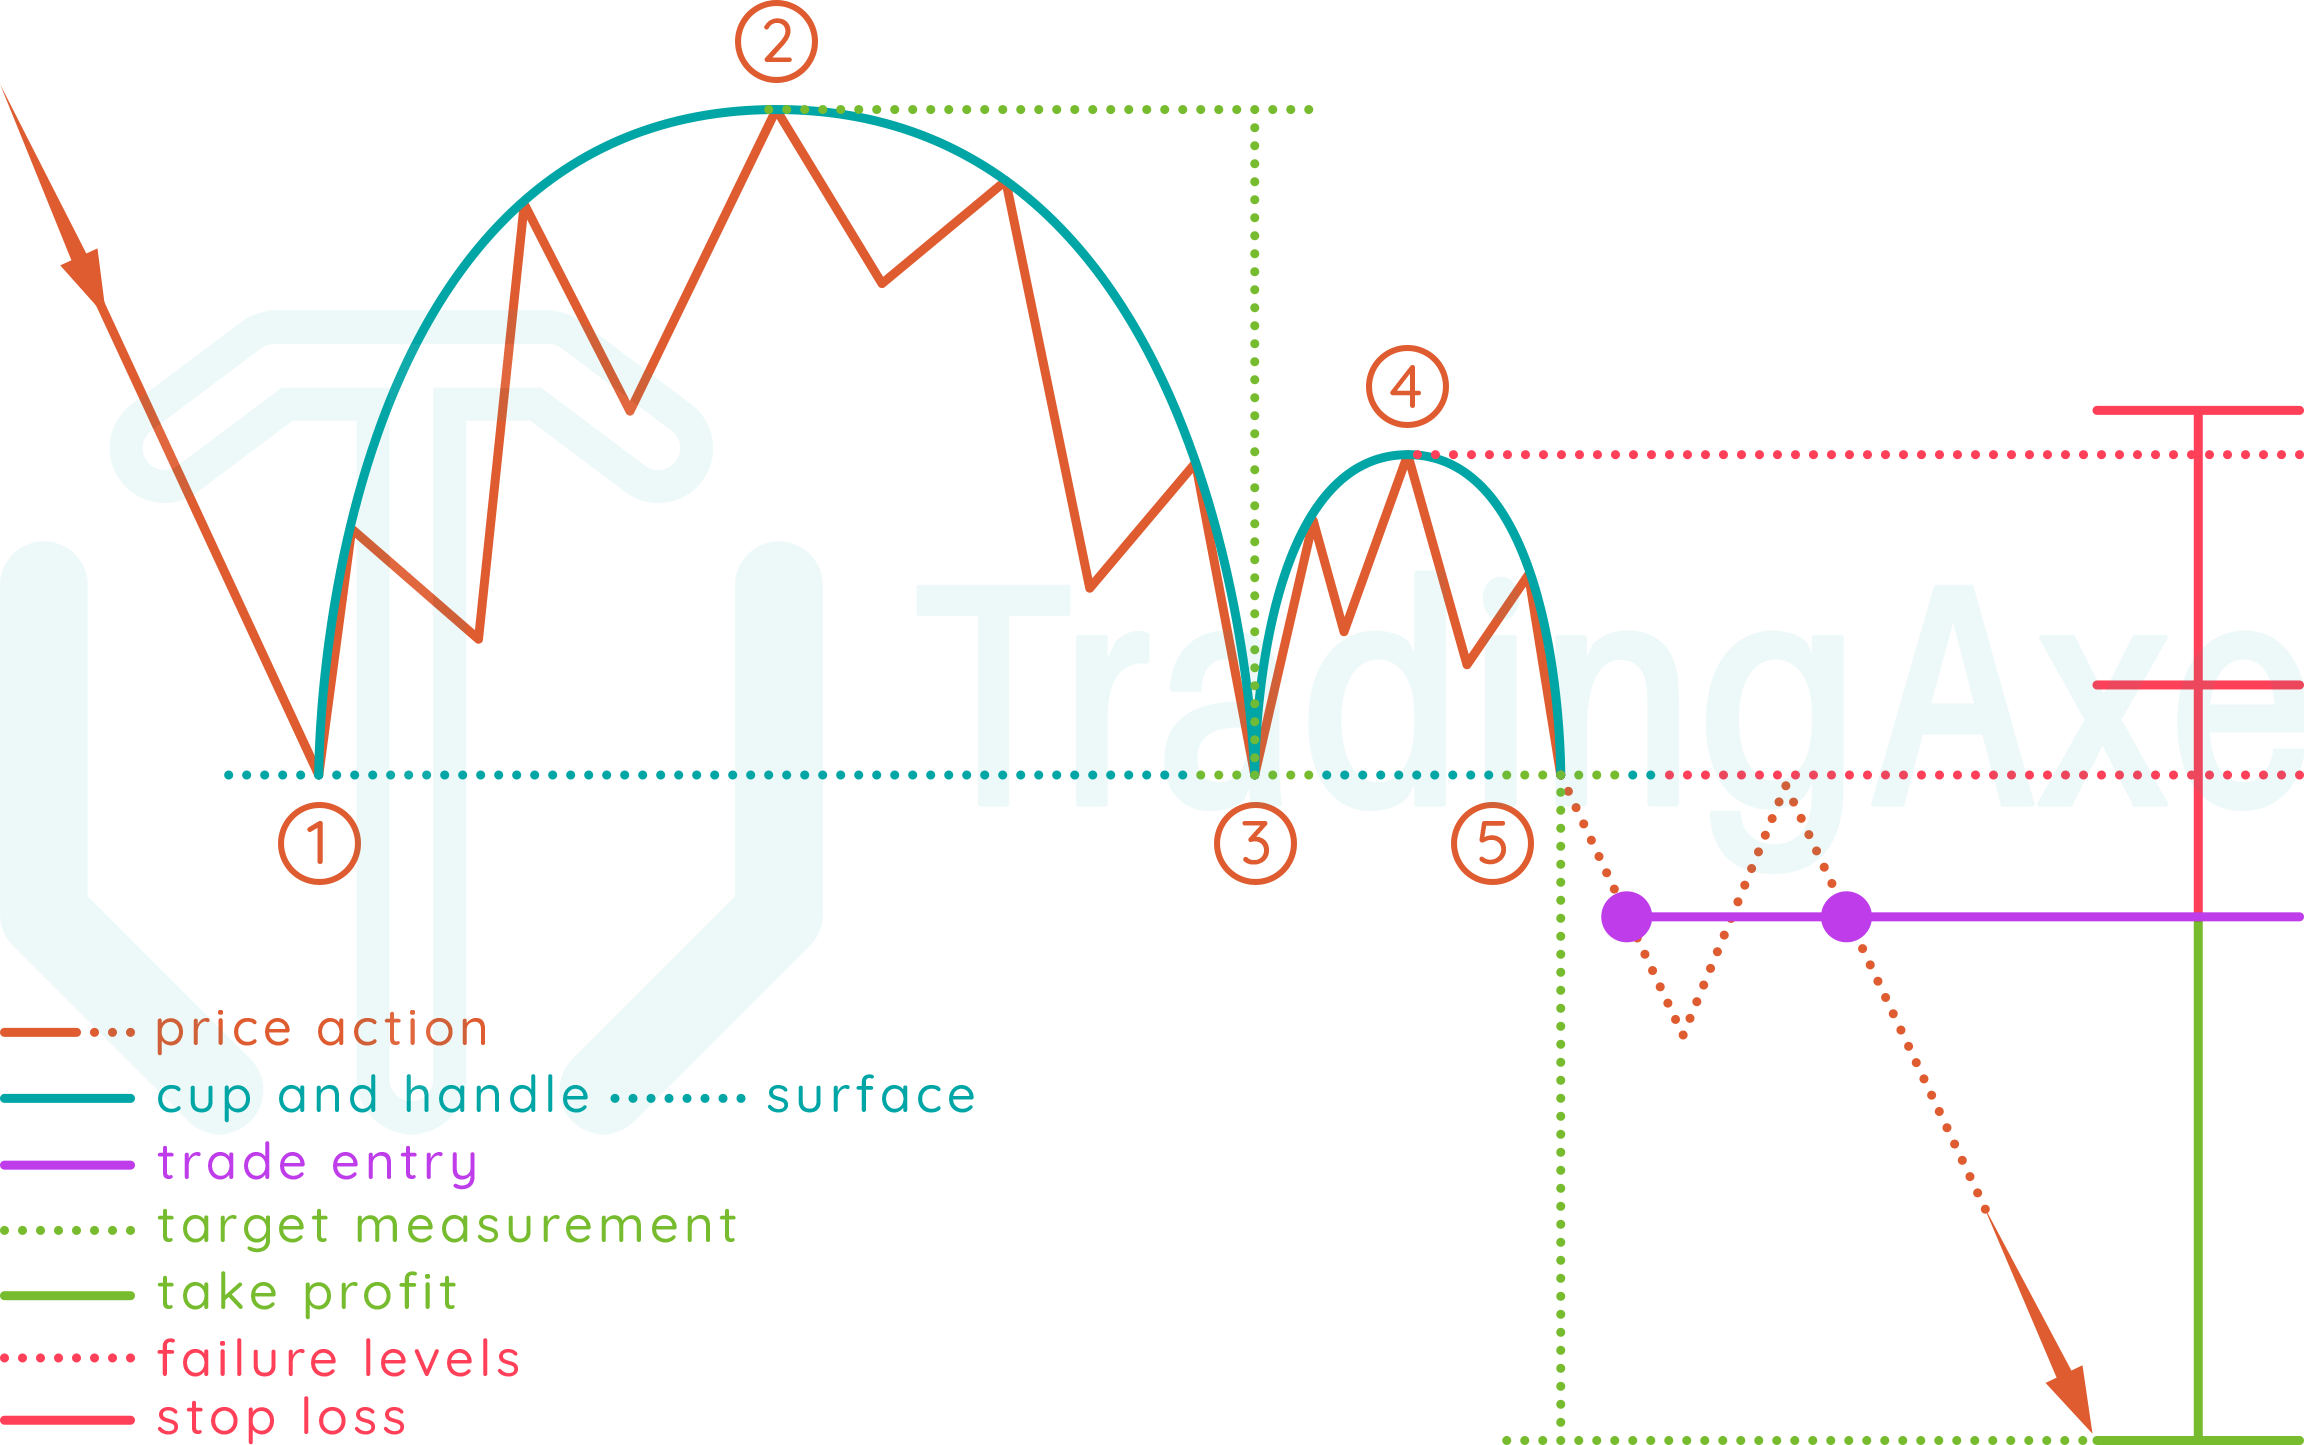 2
4
TradingAxe
1
3
5
price action
cup and handle surface
trade entry
target measurement
take profit
failure levels
stop loss